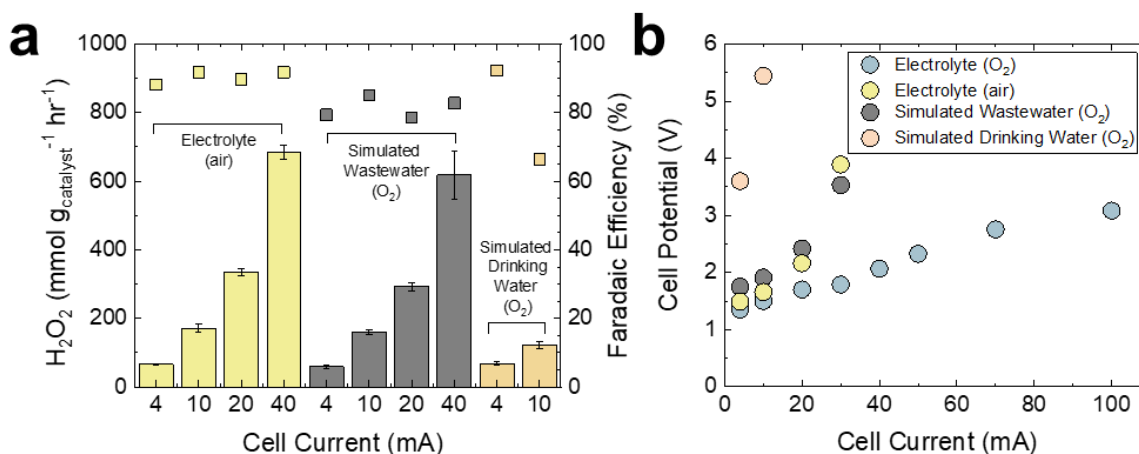 a
H₂O₂ (mmol g_catalyst⁻¹ hr⁻¹)
1000
800
600
400
200
0
Electrolyte
(air)
Simulated
Wastewater
(O₂)
Simulated
Drinking
Water
(O₂)
100
80
60
40
20
0
Faradaic Efficiency (%)
4 10 20 40 4 10 20 40 4 10
Cell Current (mA)
b
Cell Potential (V)
6
5
4
3
2
1
0
Electrolyte (O₂)
Electrolyte (air)
Simulated Wastewater (O₂)
Simulated Drinking Water (O₂)
0 20 40 60 80 100
Cell Current (mA)